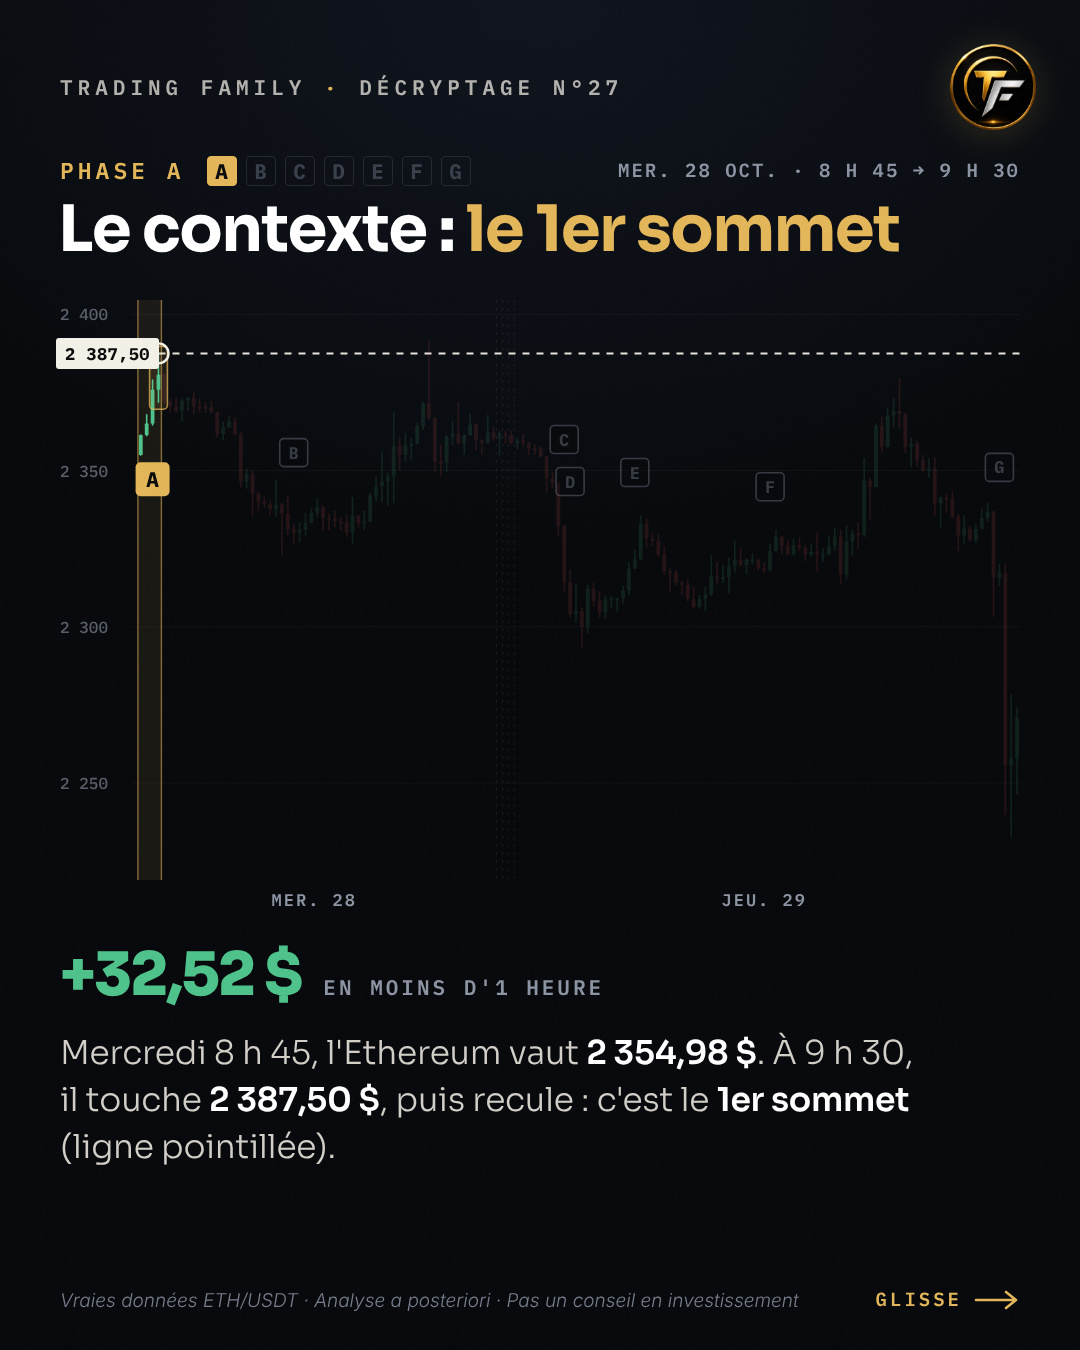 TRADING FAMILY · DÉCRYPTAGE N°27
TF
PHASE A A B C D E F G
MER. 28 OCT. · 8 H 45 → 9 H 30
Le contexte : le 1er sommet
2 400
2 387,50
B
C
2 350
A
D
E
F
G
2 300
2 250
MER. 28
JEU. 29
+32,52 $ EN MOINS D'1 HEURE
Mercredi 8 h 45, l'Ethereum vaut 2 354,98 $. À 9 h 30,
il touche 2 387,50 $, puis recule : c'est le 1er sommet
(ligne pointillée).
Vraies données ETH/USDT · Analyse a posteriori · Pas un conseil en investissement
GLISSE →